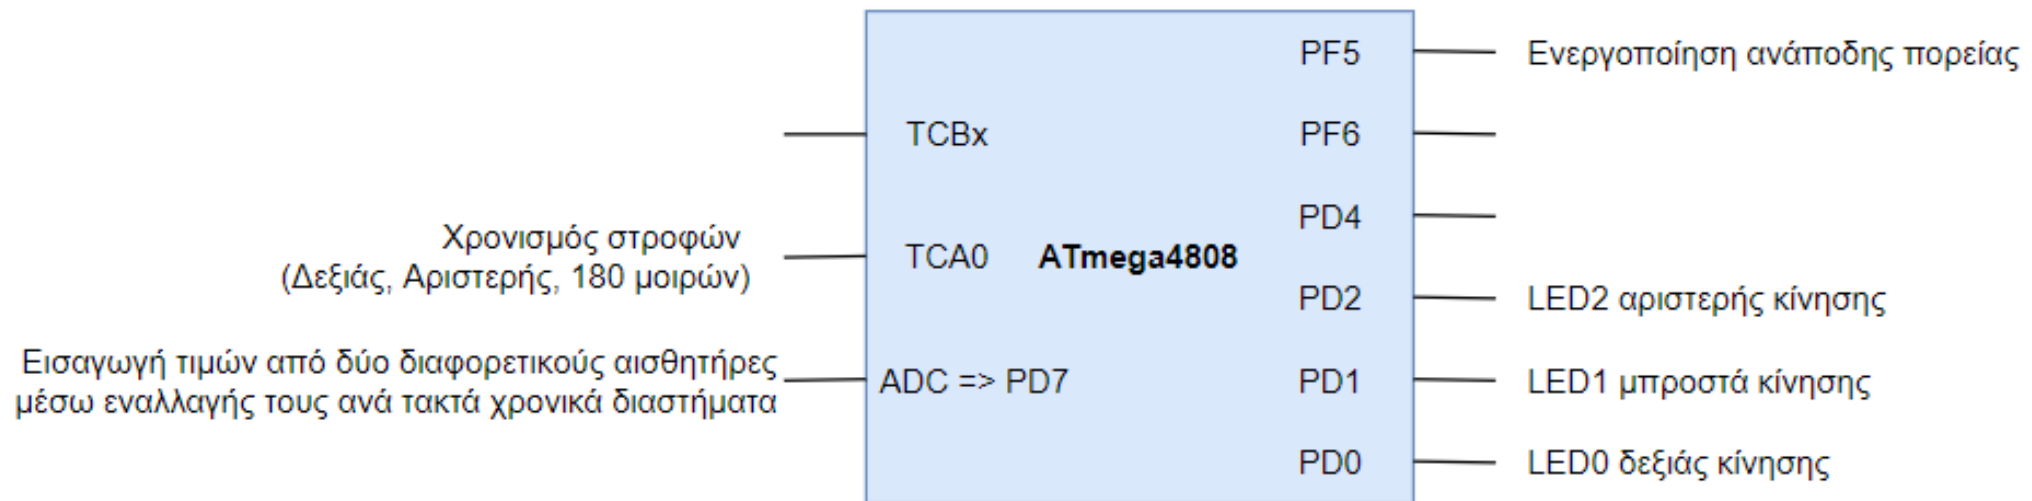 PF5
Ενεργοποίηση ανάποδης πορείας
TCBx
PF6
PD4
Χρονισμός στροφών
(Δεξιάς, Αριστερής, 180 μοιρών)
TCA0
ATmega4808
PD2
LED2 αριστερής κίνησης
Εισαγωγή τιμών από δύο διαφορετικούς αισθητήρες
μέσω εναλλαγής τους ανά τακτά χρονικά διαστήματα
ADC => PD7
PD1
LED1 μπροστά κίνησης
PD0
LED0 δεξιάς κίνησης